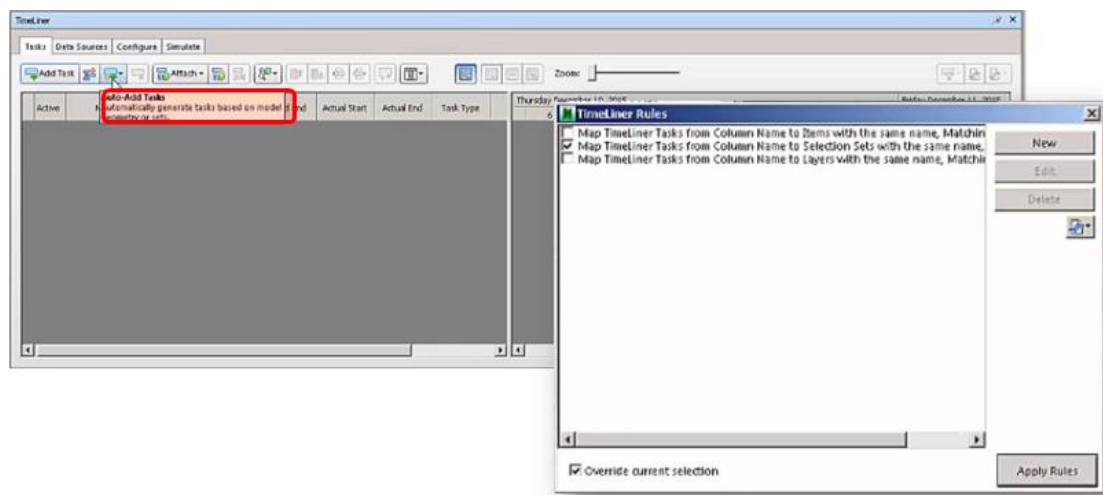 TimeLiner
Tasks Data Sources Configure Simulate
Add Task Attach Zoom:
Auto-Add Tasks
Automatically generate tasks based on model
geometry or sets.
Active End Actual Start Actual End Task Type
Thursday December 10, 2015
Friday December 11, 2015
6
TimeLiner Rules
Map TimeLiner Tasks from Column Name to Items with the same name, Matchin
Map TimeLiner Tasks from Column Name to Selection Sets with the same name,
Map TimeLiner Tasks from Column Name to Layers with the same name, Matchin
New
Edit
Delete
Override current selection
Apply Rules